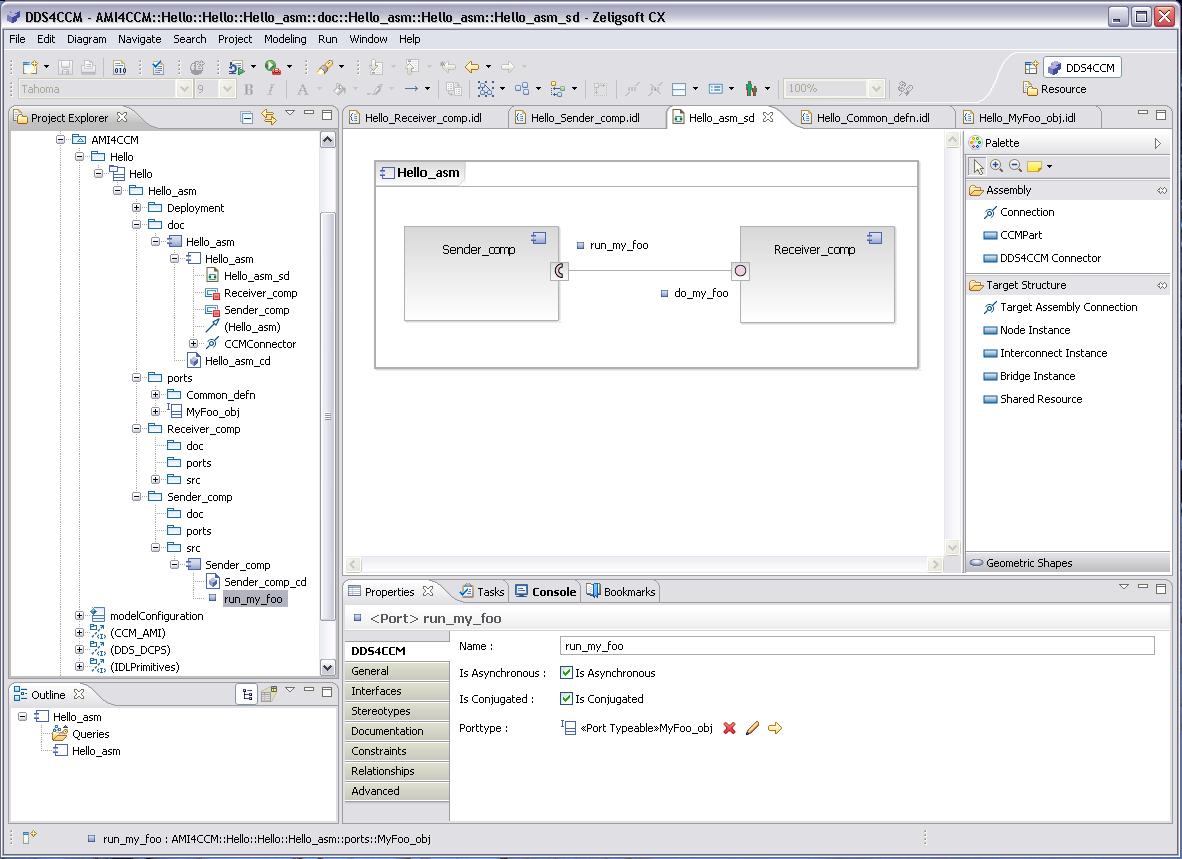 DDS4CCM - AMI4CCM::Hello::Hello::Hello_asm::doc::Hello_asm::Hello_asm::Hello_asm_sd - Zeligsoft CX
File Edit Diagram Navigate Search Project Modeling Run Window Help
010
DDS4CCM
Tahoma 9 B I A 100%
Resource
Project Explorer
AMI4CCM
Hello
Hello
Hello_asm
Deployment
doc
Hello_asm
Hello_asm
Hello_asm_sd
Receiver_comp
Sender_comp
(Hello_asm)
CCMConnector
Hello_asm_cd
ports
Common_defn
MyFoo_obj
Receiver_comp
doc
ports
src
Sender_comp
doc
ports
src
Sender_comp
Sender_comp_cd
run_my_foo
modelConfiguration
(CCM_AMI)
(DDS_DCPS)
(IDLPrimitives)
Outline
Hello_asm
Queries
Hello_asm
Hello_Receiver_comp.idl Hello_Sender_comp.idl Hello_asm_sd Hello_Common_defn.idl Hello_MyFoo_obj.idl
Hello_asm
Sender_comp
run_my_foo
do_my_foo
Receiver_comp
Palette
Assembly
Connection
CCMPart
DDS4CCM Connector
Target Structure
Target Assembly Connection
Node Instance
Interconnect Instance
Bridge Instance
Shared Resource
Geometric Shapes
Properties Tasks Console Bookmarks
<Port> run_my_foo
DDS4CCM
General
Interfaces
Stereotypes
Documentation
Constraints
Relationships
Advanced
Name : run_my_foo
Is Asynchronous : Is Asynchronous
Is Conjugated : Is Conjugated
Porttype : «Port Typeable»MyFoo_obj
run_my_foo : AMI4CCM::Hello::Hello::Hello_asm::ports::MyFoo_obj